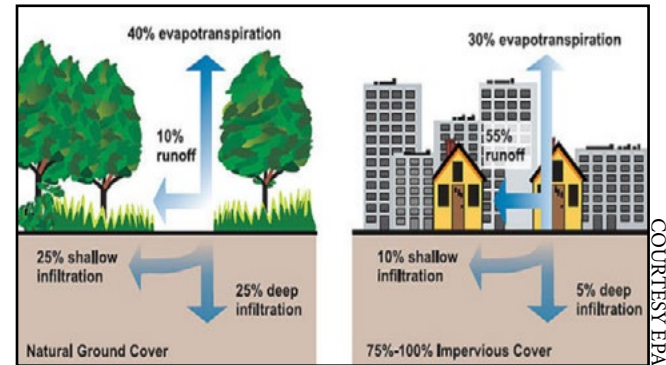 40% evapotranspiration
10%
runoff
25% shallow
infiltration
25% deep
infiltration
Natural Ground Cover
30% evapotranspiration
55%
runoff
10% shallow
infiltration
5% deep
infiltration
75%-100% Impervious Cover
COURTESY EPA